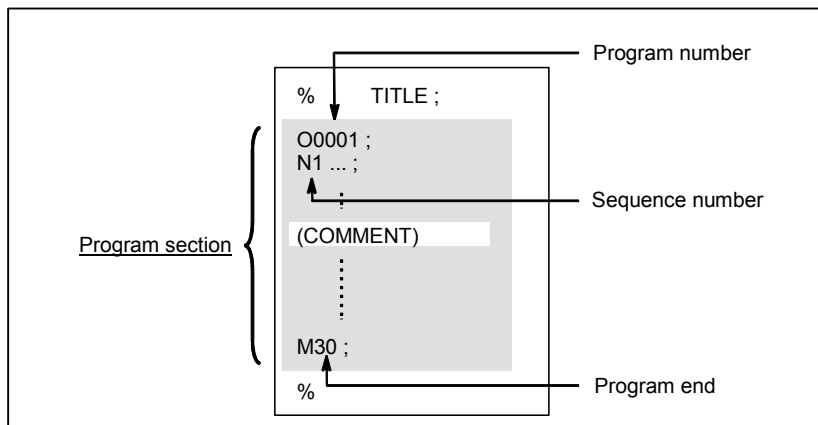 Program number
% TITLE ;
O0001 ;
N1 ... ;
Sequence number
Program section
(COMMENT)
M30 ;
Program end
%